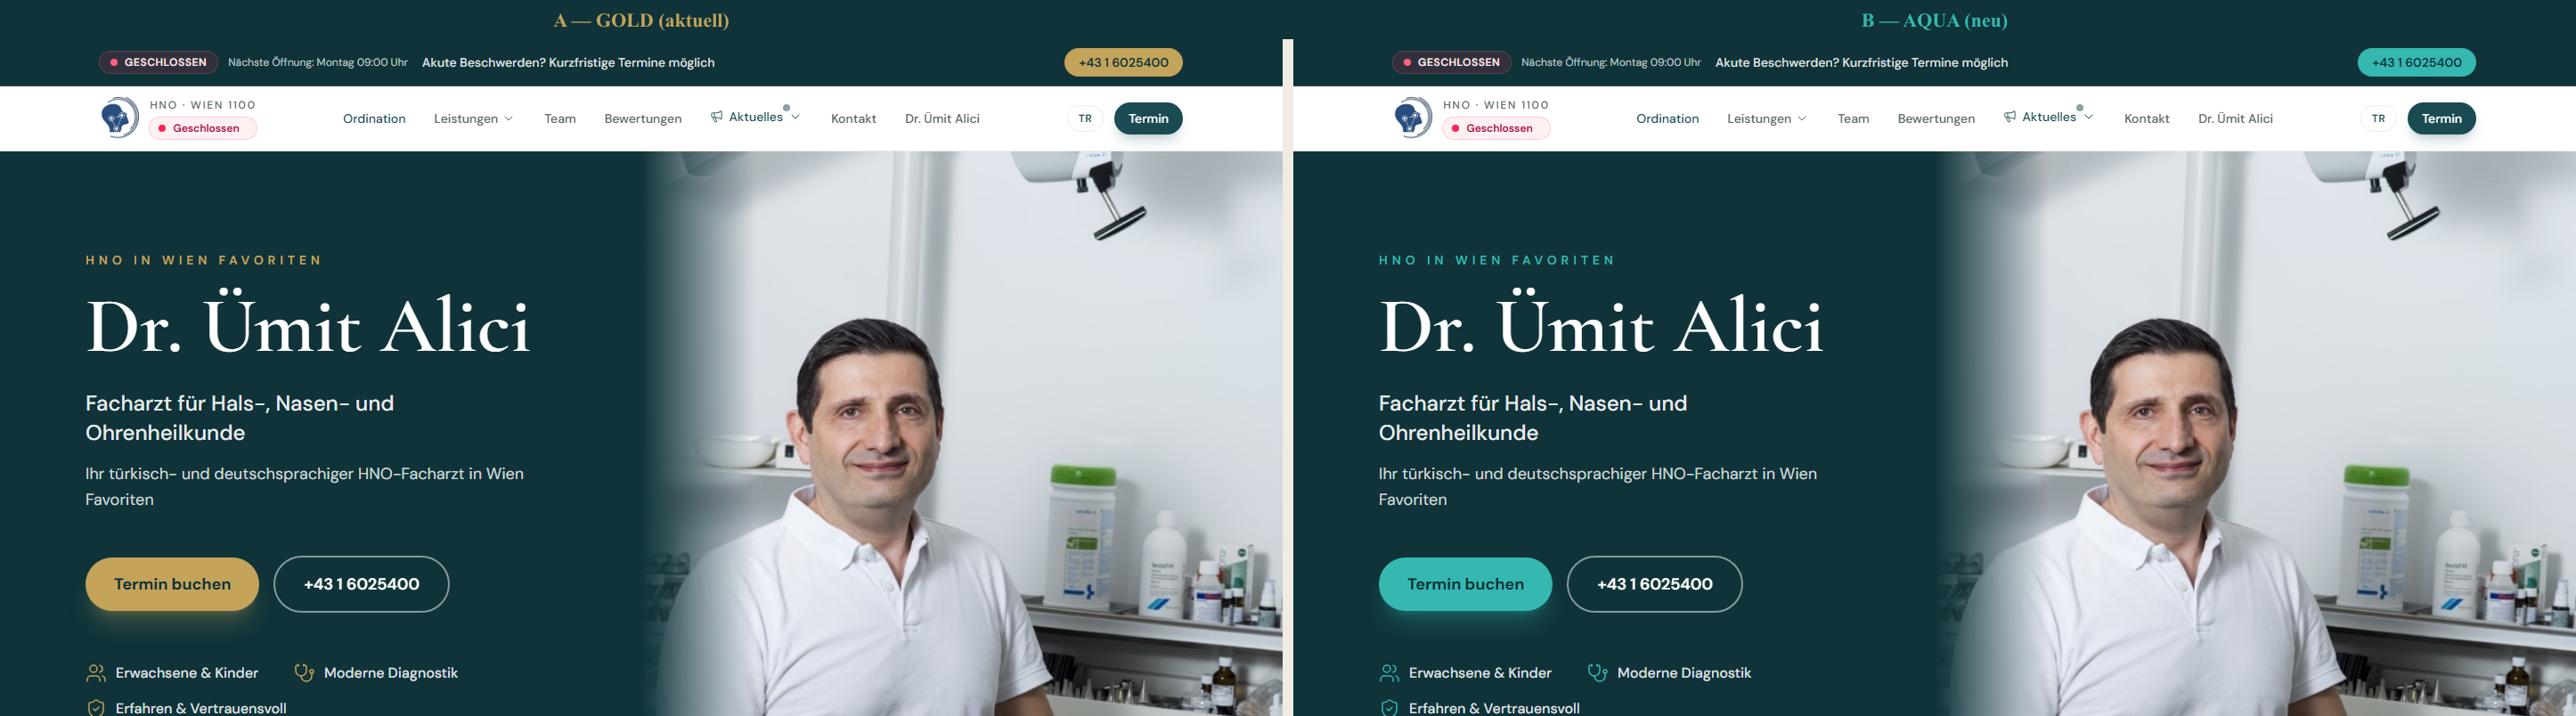 A — GOLD (aktuell)
GESCHLOSSEN Nächste Öffnung: Montag 09:00 Uhr Akute Beschwerden? Kurzfristige Termine möglich +43 1 6025400
HNO · WIEN 1100
Geschlossen
Ordination Leistungen Team Bewertungen Aktuelles Kontakt Dr. Ümit Alici TR Termin
HNO IN WIEN FAVORITEN
Dr. Ümit Alici
Facharzt für Hals-, Nasen- und
Ohrenheilkunde
Ihr türkisch- und deutschsprachiger HNO-Facharzt in Wien
Favoriten
Termin buchen +43 1 6025400
Erwachsene & Kinder Moderne Diagnostik
Erfahren & Vertrauensvoll
B — AQUA (neu)
GESCHLOSSEN Nächste Öffnung: Montag 09:00 Uhr Akute Beschwerden? Kurzfristige Termine möglich +43 1 6025400
HNO · WIEN 1100
Geschlossen
Ordination Leistungen Team Bewertungen Aktuelles Kontakt Dr. Ümit Alici TR Termin
HNO IN WIEN FAVORITEN
Dr. Ümit Alici
Facharzt für Hals-, Nasen- und
Ohrenheilkunde
Ihr türkisch- und deutschsprachiger HNO-Facharzt in Wien
Favoriten
Termin buchen +43 1 6025400
Erwachsene & Kinder Moderne Diagnostik
Erfahren & Vertrauensvoll